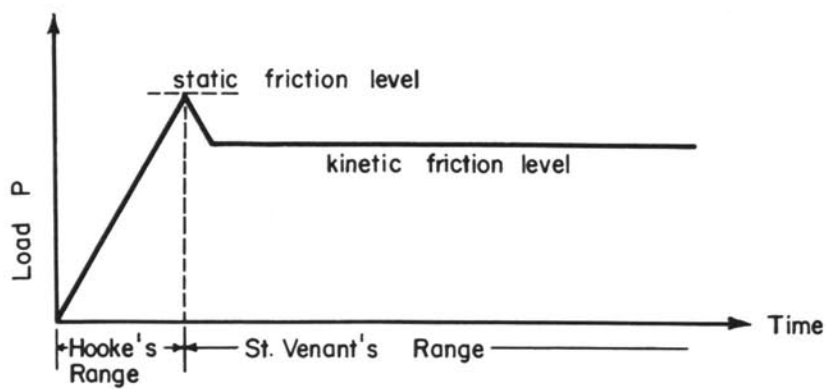 static friction level
kinetic friction level
Load P
Time
Hooke's
Range
St. Venant's Range